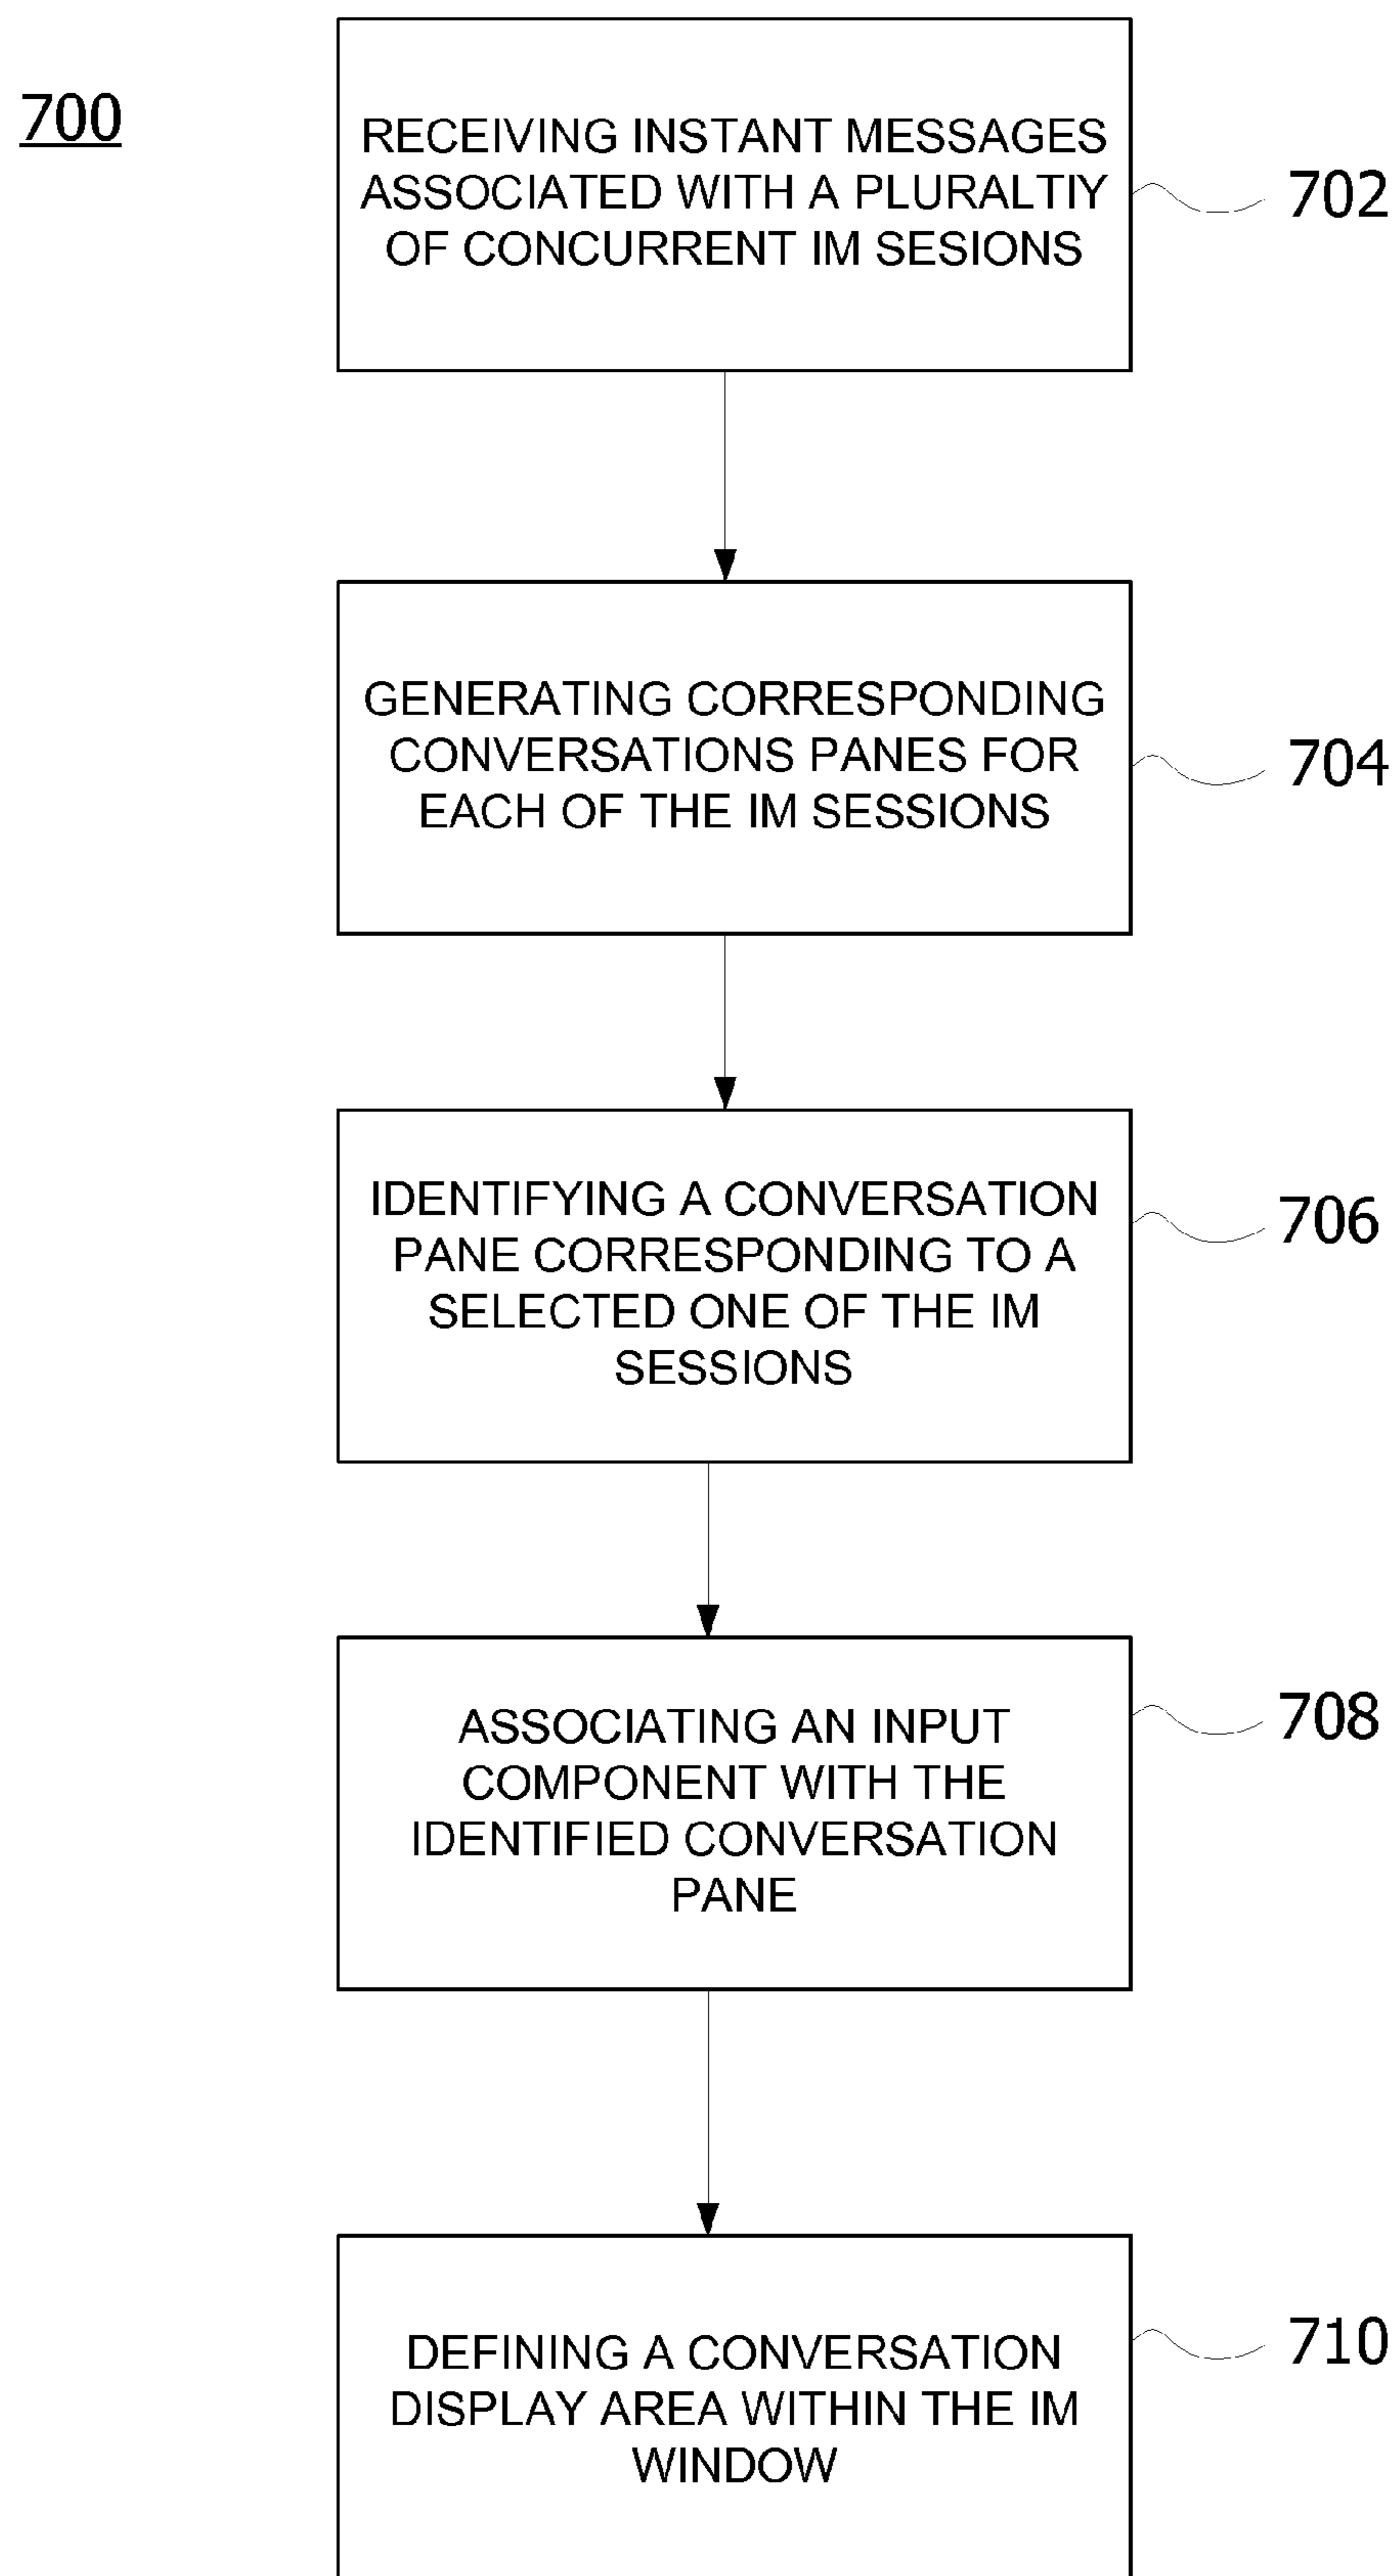 700
RECEIVING INSTANT MESSAGES
ASSOCIATED WITH A PLURALTIY
OF CONCURRENT IM SESIONS
702
GENERATING CORRESPONDING
CONVERSATIONS PANES FOR
EACH OF THE IM SESSIONS
704
IDENTIFYING A CONVERSATION
PANE CORRESPONDING TO A
SELECTED ONE OF THE IM
SESSIONS
706
ASSOCIATING AN INPUT
COMPONENT WITH THE
IDENTIFIED CONVERSATION
PANE
708
DEFINING A CONVERSATION
DISPLAY AREA WITHIN THE IM
WINDOW
710